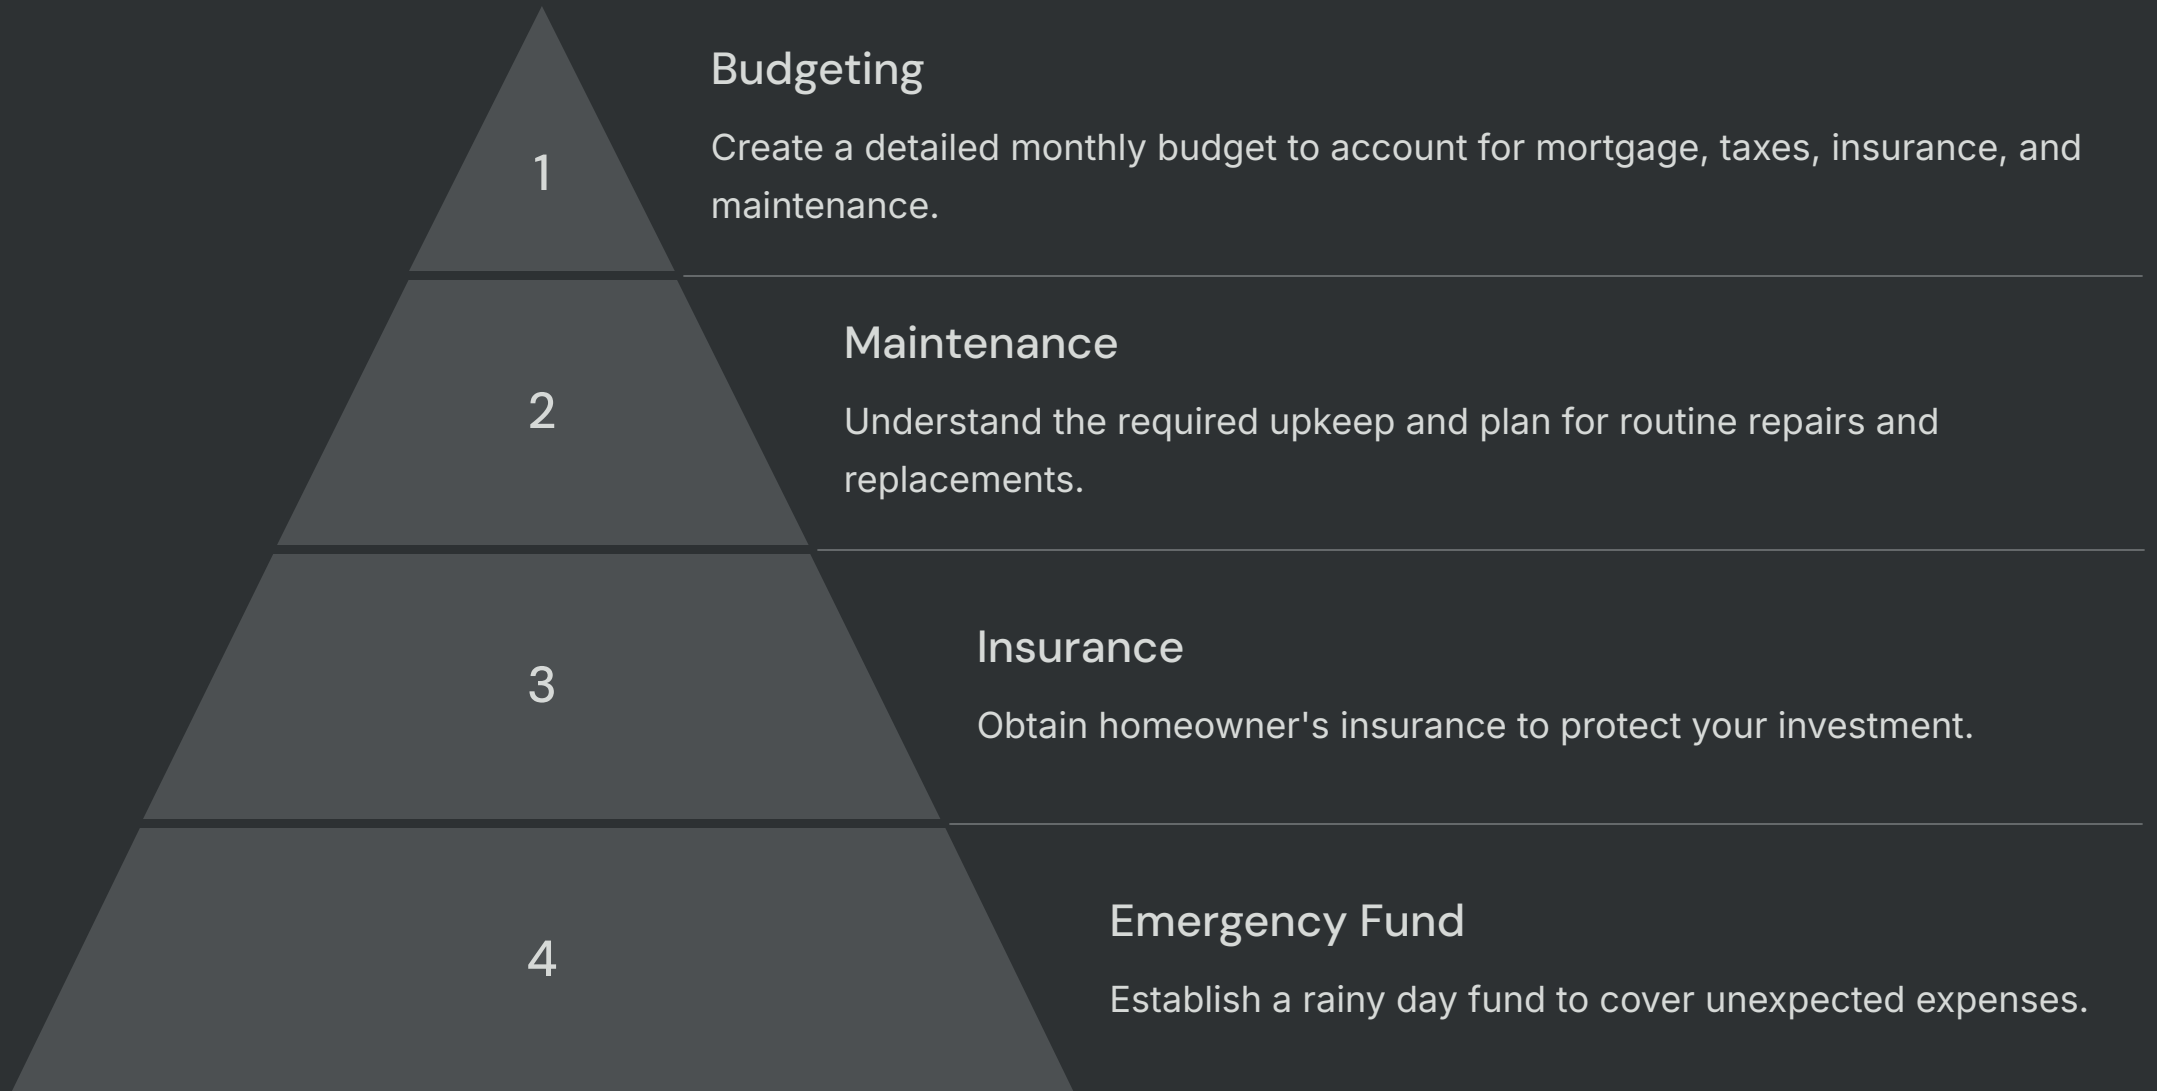 Budgeting
1
Create a detailed monthly budget to account for mortgage, taxes, insurance, and
maintenance.
Maintenance
2
Understand the required upkeep and plan for routine repairs and
replacements.
Insurance
3
Obtain homeowner's insurance to protect your investment.
Emergency Fund
4
Establish a rainy day fund to cover unexpected expenses.